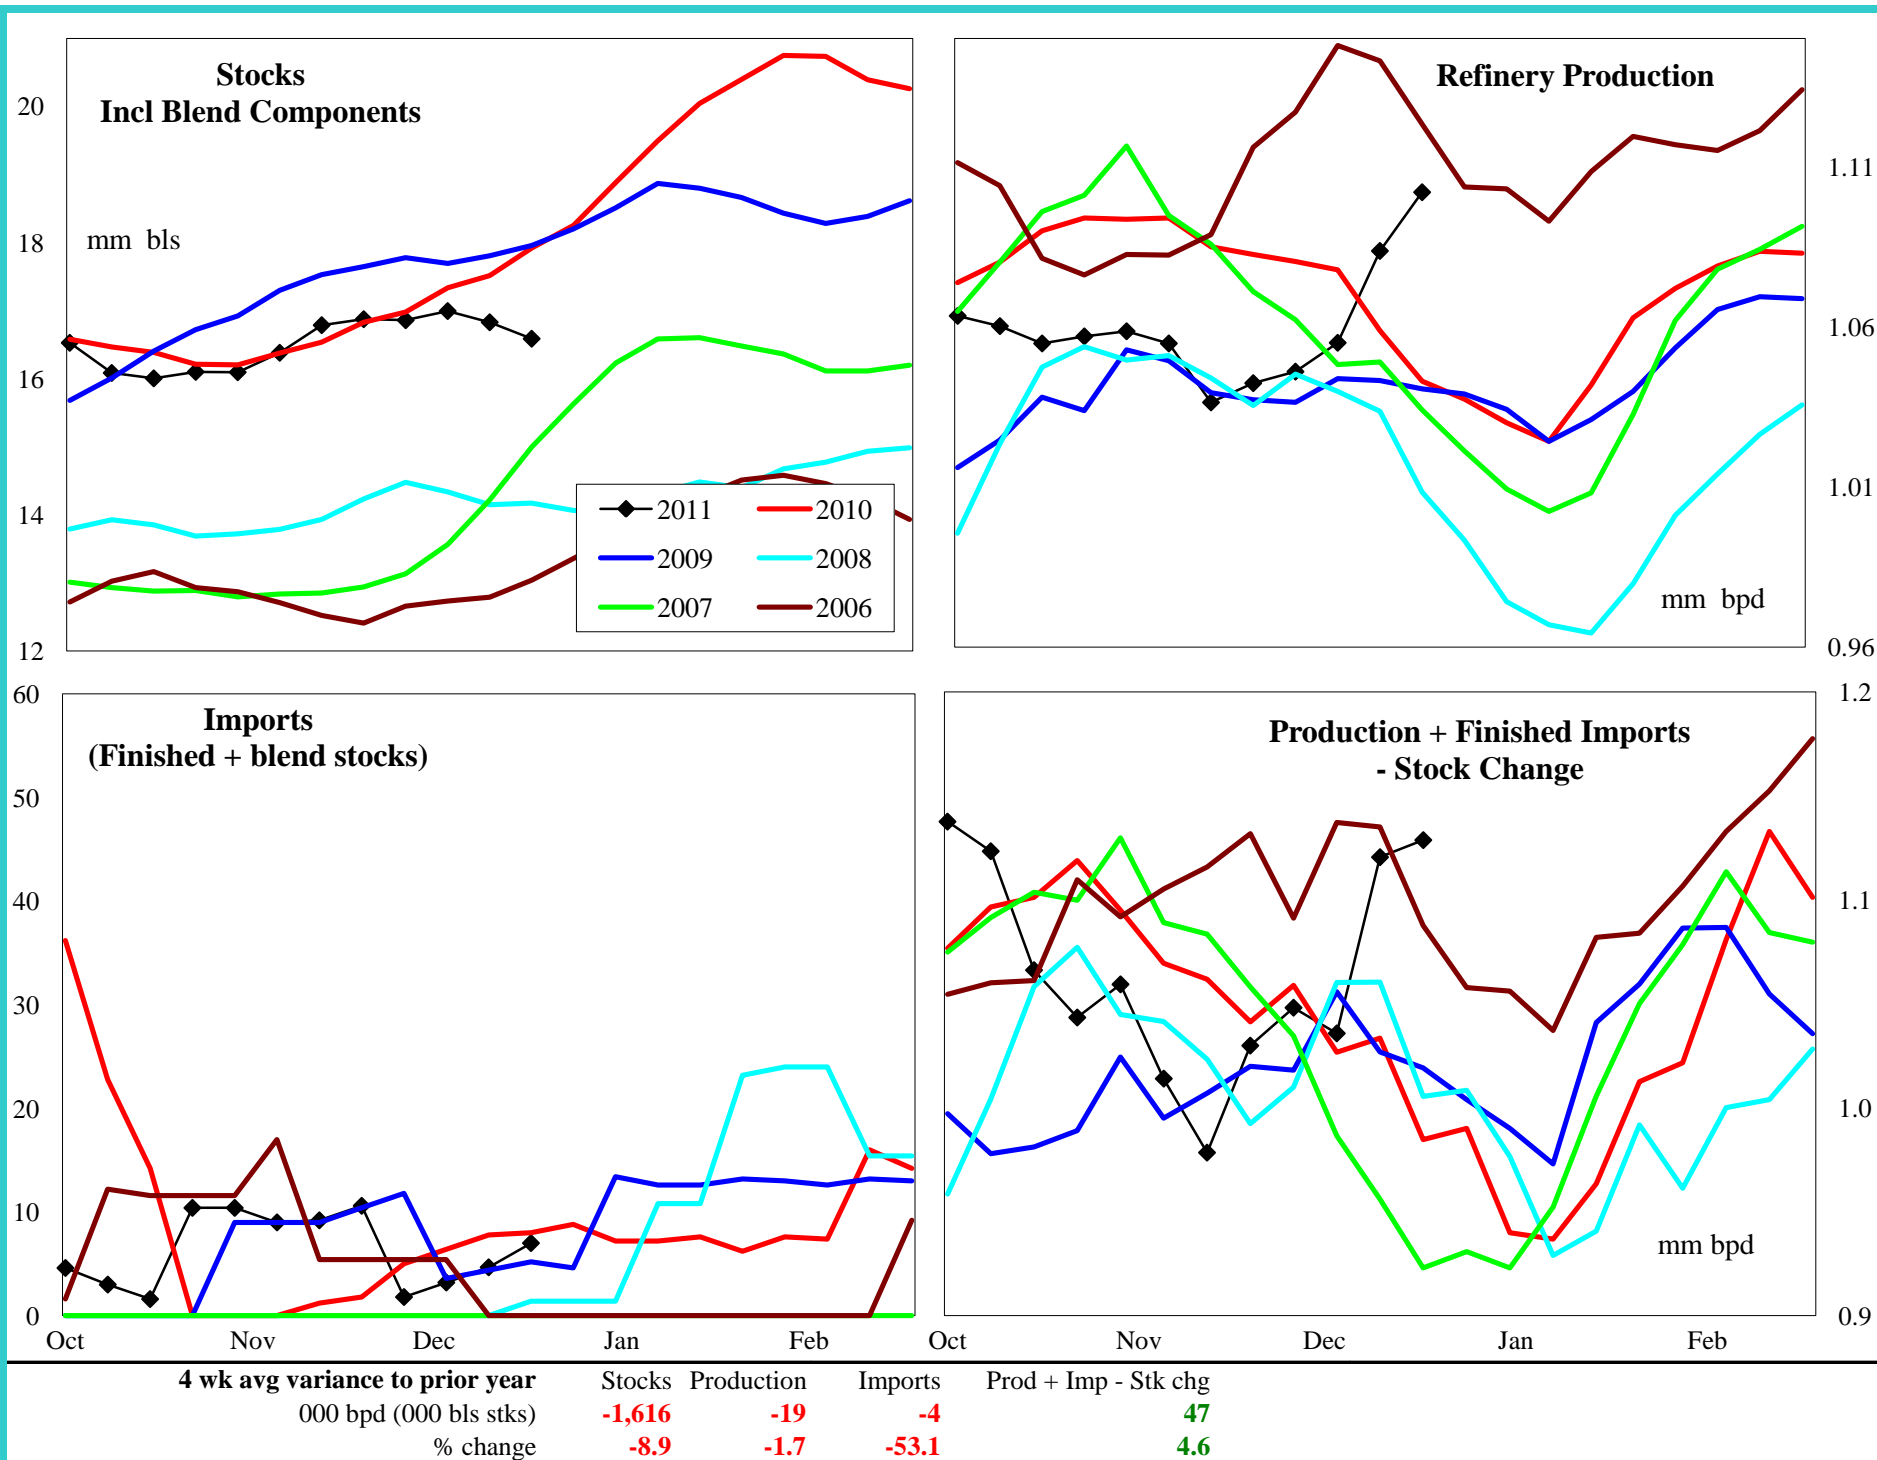 Stocks
Incl Blend Components
mm bls
20
18
16
14
12
2011
2010
2009
2008
2007
2006
Refinery Production
1.11
1.06
1.01
0.96
mm bpd
Imports
(Finished + blend stocks)
60
50
40
30
20
10
0
Oct Nov Dec Jan Feb
Production + Finished Imports
- Stock Change
1.2
1.1
1.0
0.9
mm bpd
Oct Nov Dec Jan Feb
4 wk avg variance to prior year Stocks Production Imports Prod + Imp - Stk chg
000 bpd (000 bls stks) -1,616 -19 -4 47
% change -8.9 -1.7 -53.1 4.6